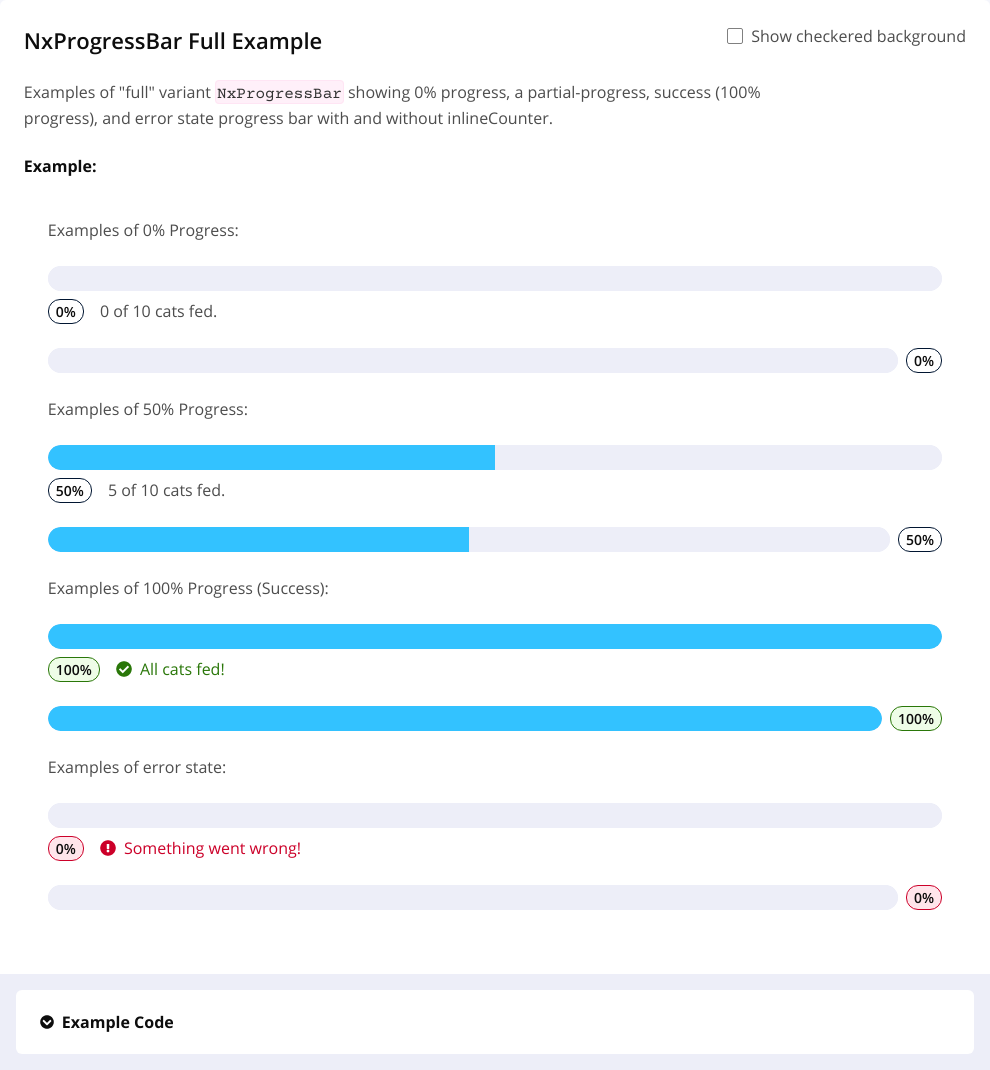 NxProgressBar Full Example
Show checkered background
Examples of "full" variant NxProgressBar showing 0% progress, a partial-progress, success (100%
progress), and error state progress bar with and without inlineCounter.
Example:
Examples of 0% Progress:
0% 0 of 10 cats fed.
0%
Examples of 50% Progress:
50% 5 of 10 cats fed.
50%
Examples of 100% Progress (Success):
100% All cats fed!
100%
Examples of error state:
0% Something went wrong!
0%
Example Code